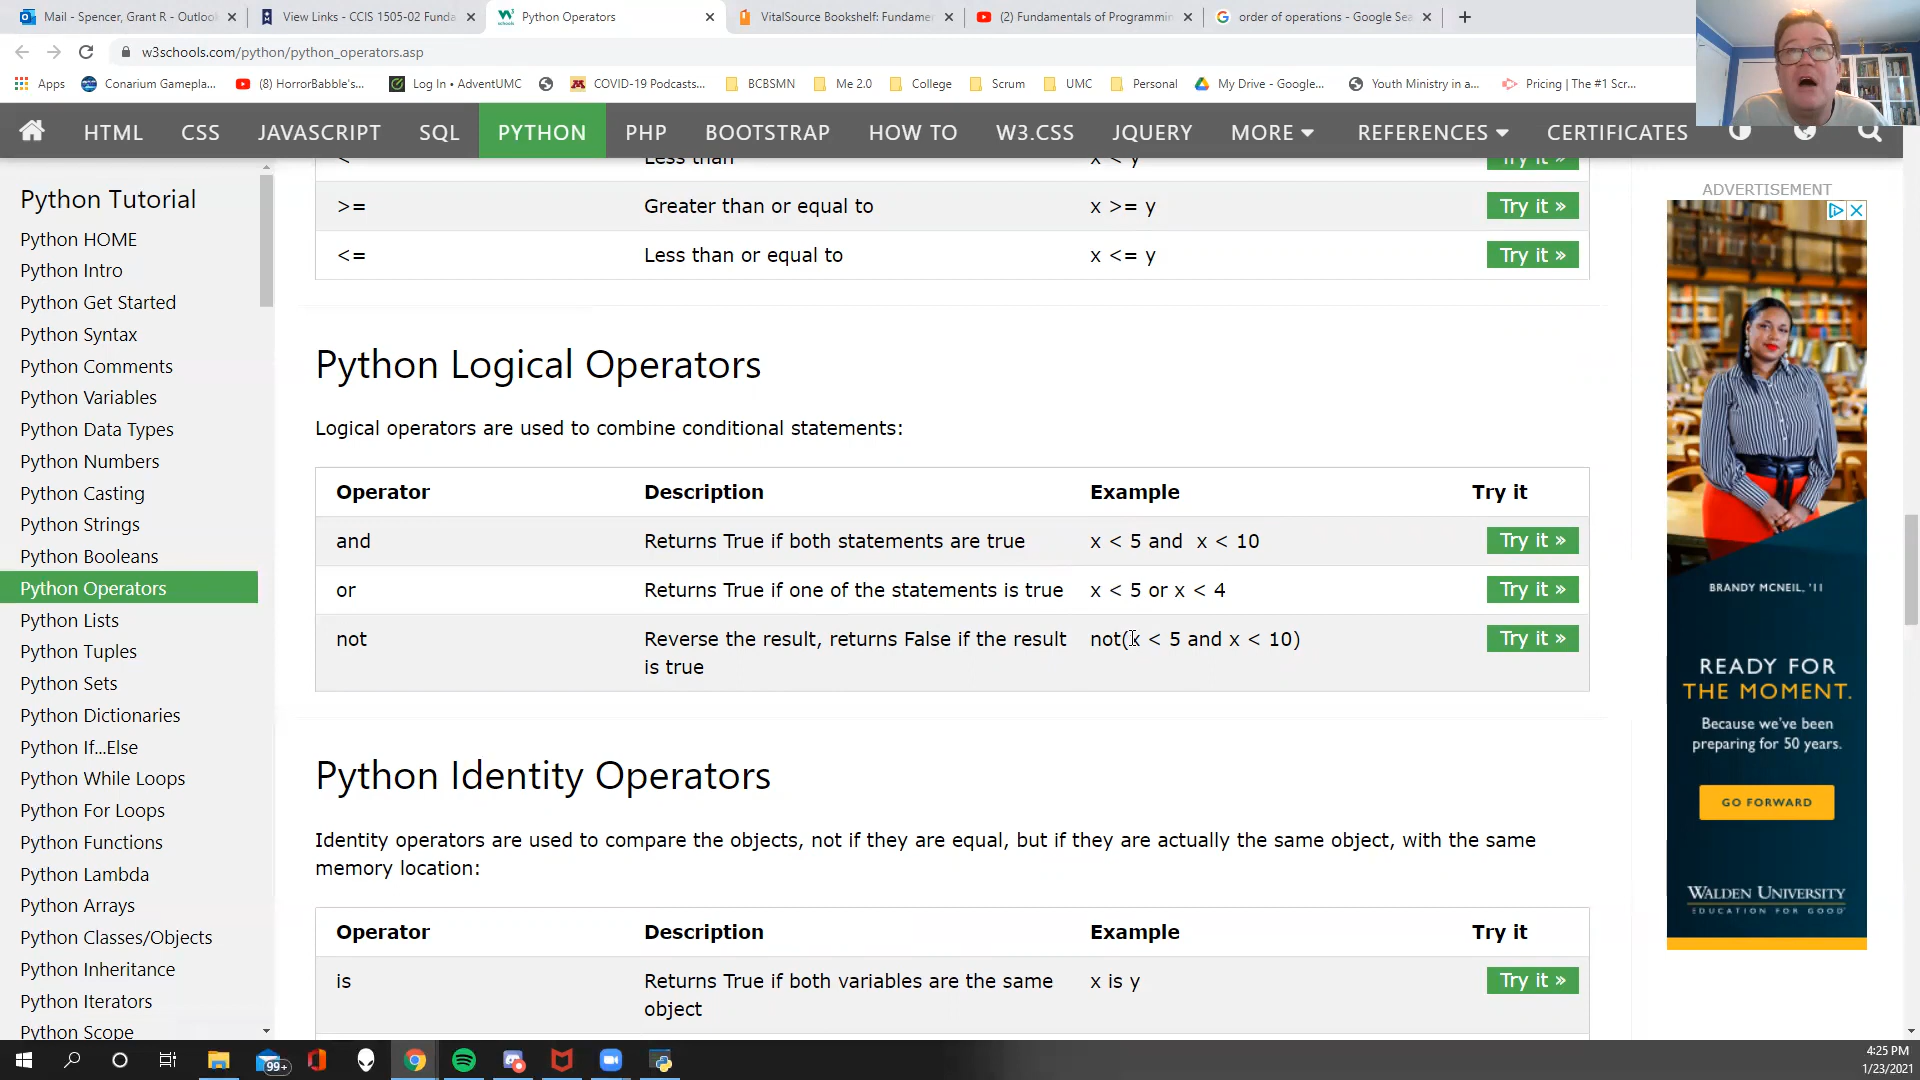 Mail - Spencer, Grant R - Outloo
View Links - CCIS 1505-02 Funda
Python Operators
VitalSource Bookshelf: Fundame
(2) Fundamentals of Programmin
order of operations - Google Sea
w3schools.com/python/python_operators.asp
Apps
Conarium Gamepla...
(8) HorrorBabble's...
Log In • AdventUMC
COVID-19 Podcasts...
BCBSMN
Me 2.0
College
Scrum
UMC
Personal
My Drive - Google...
Youth Ministry in a...
Pricing | The #1 Scr...
HTML
CSS
JAVASCRIPT
SQL
PYTHON
PHP
BOOTSTRAP
HOW TO
W3.CSS
JQUERY
MORE
REFERENCES
CERTIFICATES
Python Tutorial
Python HOME
Python Intro
Python Get Started
Python Syntax
Python Comments
Python Variables
Python Data Types
Python Numbers
Python Casting
Python Strings
Python Booleans
Python Operators
Python Lists
Python Tuples
Python Sets
Python Dictionaries
Python If...Else
Python While Loops
Python For Loops
Python Functions
Python Lambda
Python Arrays
Python Classes/Objects
Python Inheritance
Python Iterators
Python Scope
< Less than x < y Try it »
>= Greater than or equal to x >= y Try it »
<= Less than or equal to x <= y Try it »
Python Logical Operators
Logical operators are used to combine conditional statements:
Operator Description Example Try it
and Returns True if both statements are true x < 5 and x < 10 Try it »
or Returns True if one of the statements is true x < 5 or x < 4 Try it »
not Reverse the result, returns False if the result not(x < 5 and x < 10) Try it »
is true
Python Identity Operators
Identity operators are used to compare the objects, not if they are equal, but if they are actually the same object, with the same
memory location:
Operator Description Example Try it
is Returns True if both variables are the same x is y Try it »
object
ADVERTISEMENT
BRANDY MCNEIL, '11
READY FOR
THE MOMENT.
Because we've been
preparing for 50 years.
GO FORWARD
WALDEN UNIVERSITY
EDUCATION FOR GOOD
99+
4:25 PM
1/23/2021